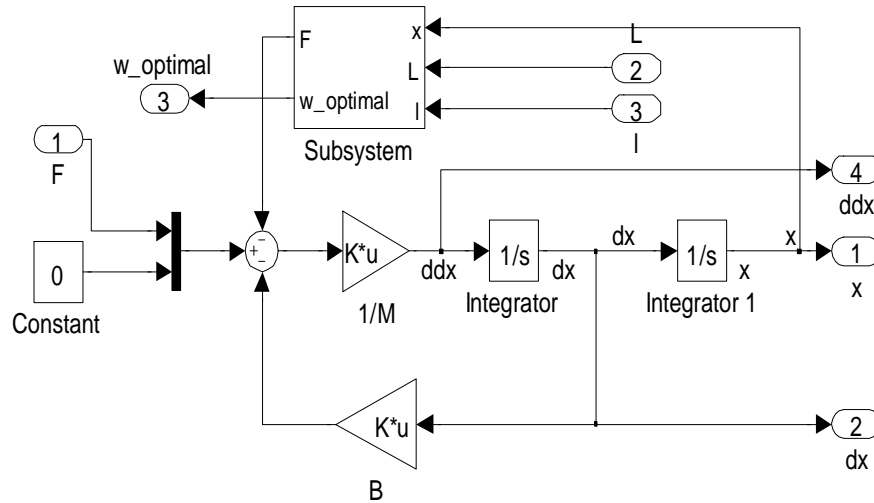 L
F
x
w_optimal
L
2
3
w_optimal
I
3
1
Subsystem
I
F
4
ddx
+
−
−
K*u
dx
x
0
1/s
1/s
1
ddx
dx
x
x
Constant
1/M
Integrator
Integrator 1
K*u
2
B
dx